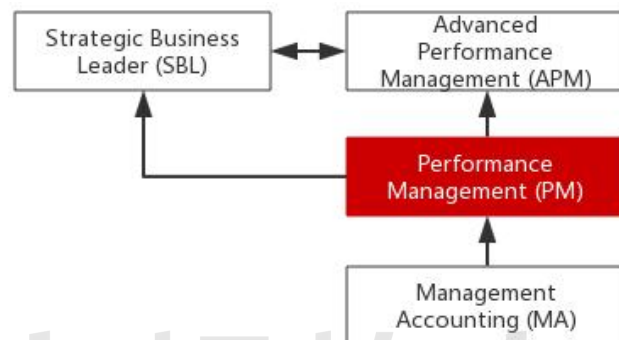 Strategic Business
Leader (SBL)
Advanced
Performance
Management (APM)
Performance
Management (PM)
Management
Accounting (MA)